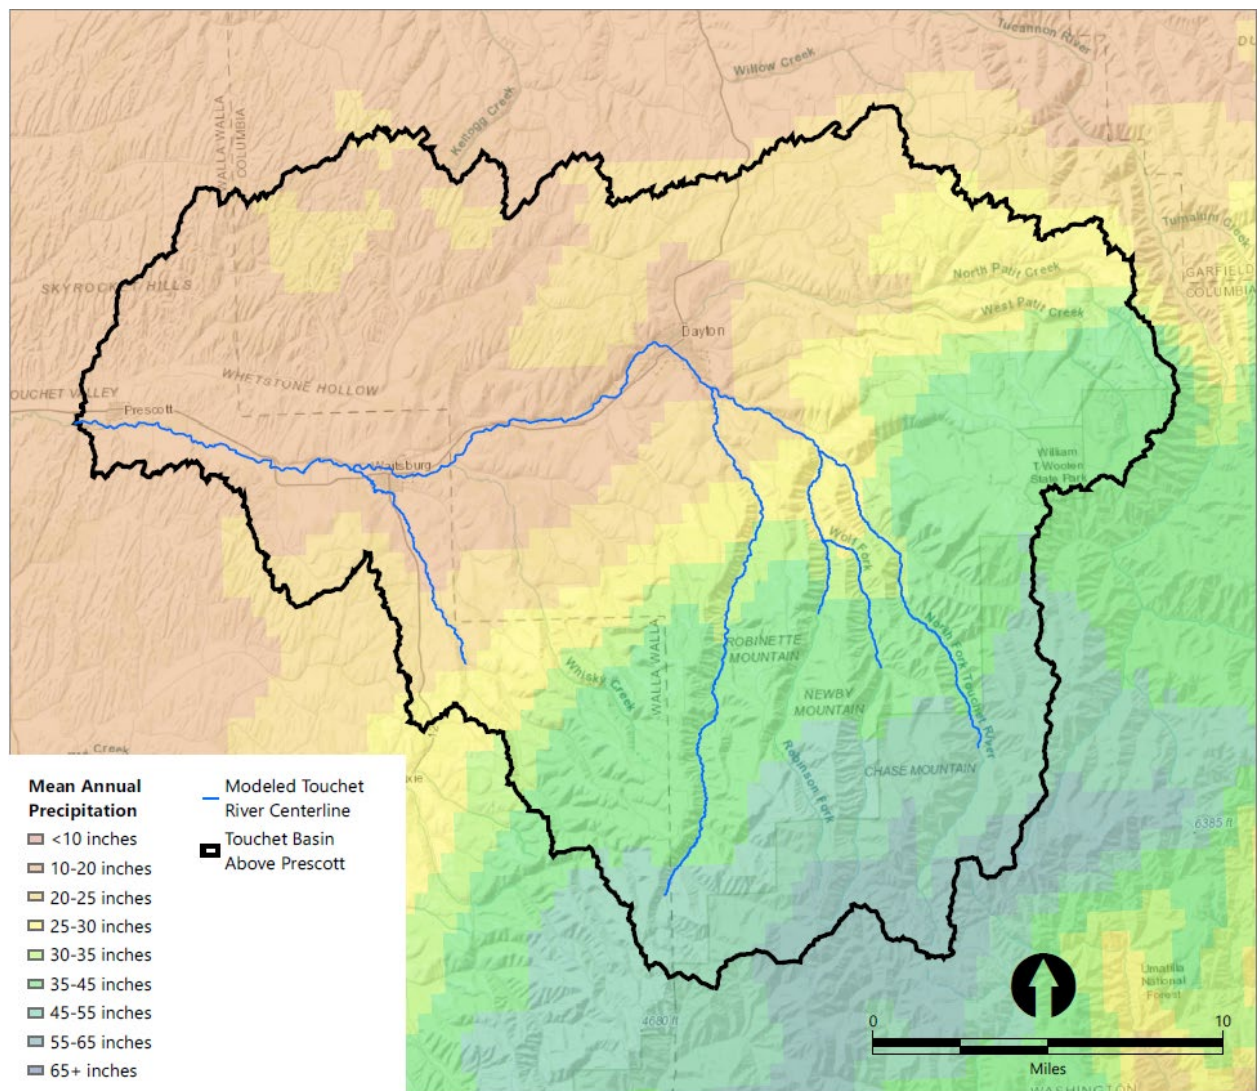 Tucannon River
DU
Willow Creek
Kellogg Creek
WALLA WALLA
COLUMBIA
Tumalum Creek
North Patit Creek
GARFIELD
COLUMBIA
SKYROCKET HILLS
West Patit Creek
Dayton
WHETSTONE HOLLOW
OUCHET VALLEY
Prescott
Waitsburg
William
T Wooten
State Park
Wolf Fork
North Fork Touchet River
WALLA WALLA
ROBINETTE
MOUNTAIN
Whisky Creek
NEWBY
MOUNTAIN
Robinson Fork
CHASE MOUNTAIN
Creek
xie
6385 ft
Umatilla
National
Forest
4680 ft
WASHINGTON
Mean Annual
Precipitation
<10 inches
10-20 inches
20-25 inches
25-30 inches
30-35 inches
35-45 inches
45-55 inches
55-65 inches
65+ inches
Modeled Touchet
River Centerline
Touchet Basin
Above Prescott
0 10
Miles